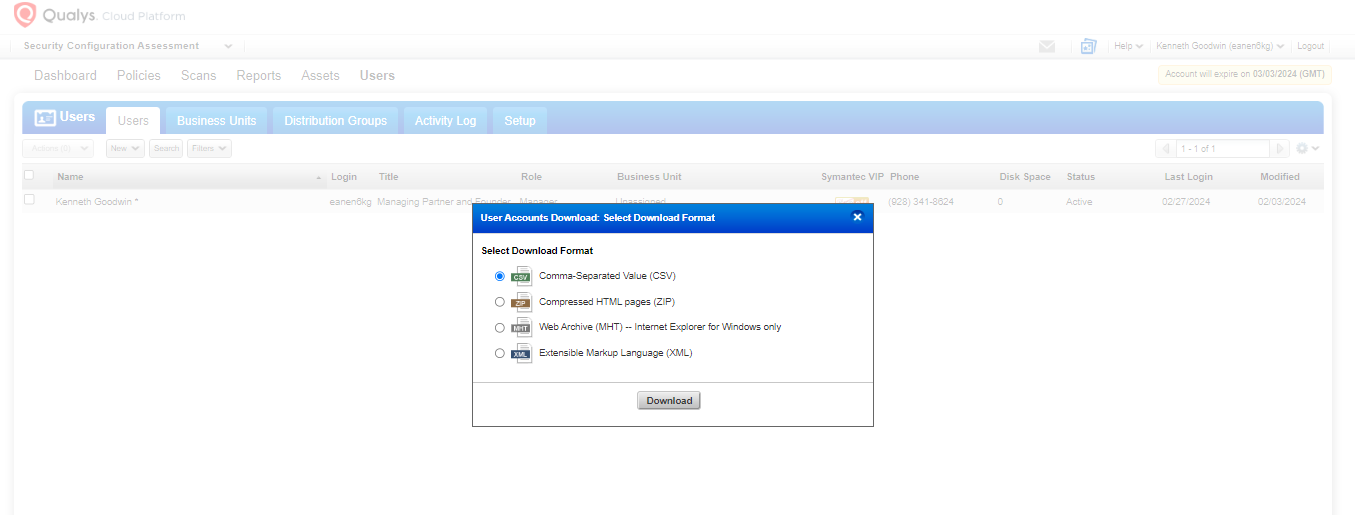 Qualys. Cloud Platform
Security Configuration Assessment
Help
Kenneth Goodwin (eanen6kg)
Logout
Dashboard Policies Scans Reports Assets Users
Account will expire on 03/03/2024 (GMT)
Users Users Business Units Distribution Groups Activity Log Setup
Actions (0) New Search Filters 1 - 1 of 1
Name Login Title Role Business Unit Symantec VIP Phone Disk Space Status Last Login Modified
Kenneth Goodwin * eanen6kg Managing Partner and Founder Manager Unassigned (928) 341-8624 0 Active 02/27/2024 02/03/2024
User Accounts Download: Select Download Format
Select Download Format
CSV Comma-Separated Value (CSV)
ZIP Compressed HTML pages (ZIP)
MHT Web Archive (MHT) -- Internet Explorer for Windows only
XML Extensible Markup Language (XML)
Download